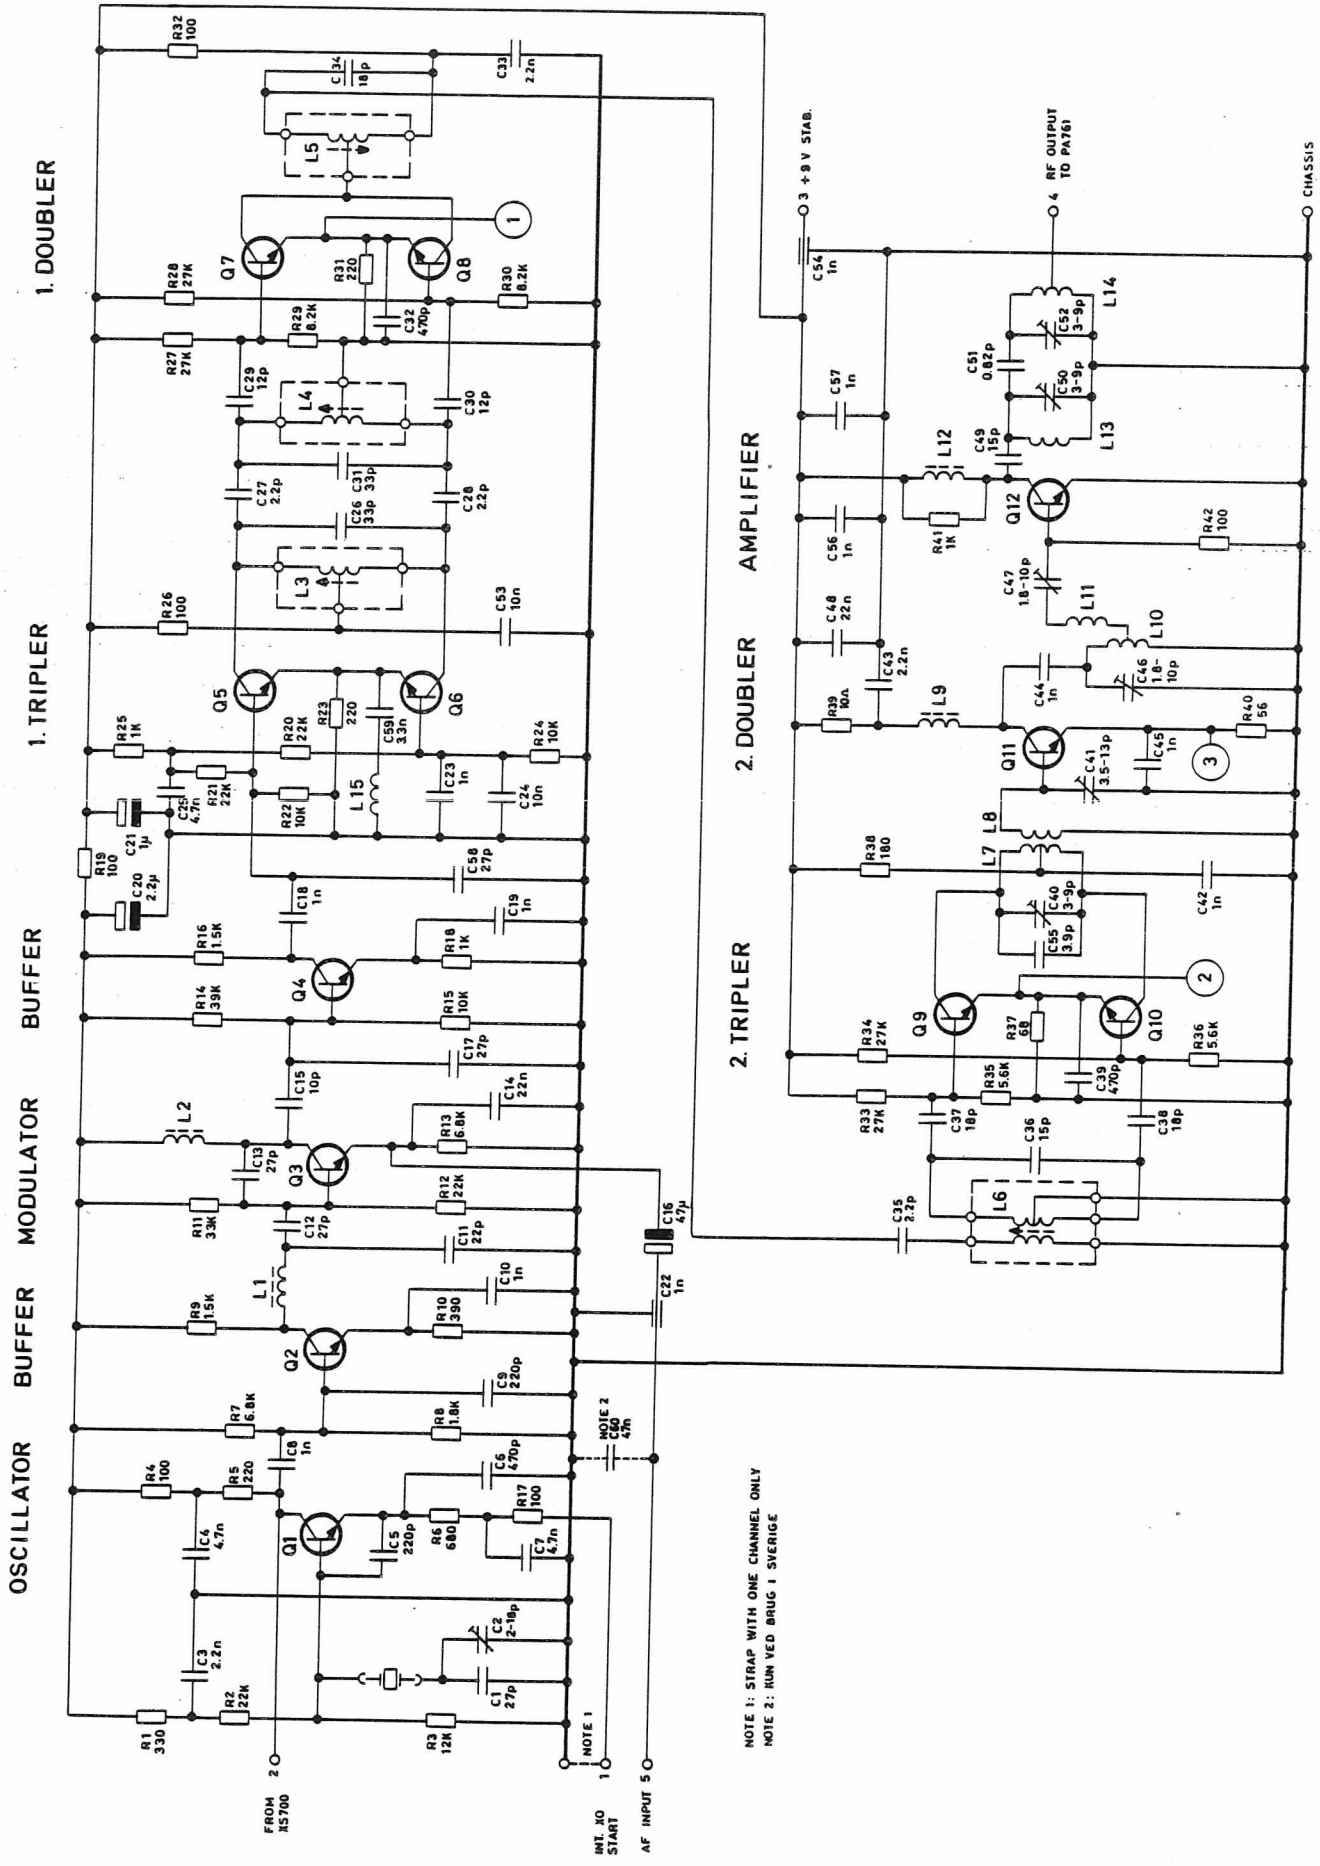 OSCILLATOR
BUFFER
MODULATOR
BUFFER
1. TRIPLER
1. DOUBLER
R1
330
C3
2.2n
R2
22K
R3
12K
C1
27p
C2
2-18p
C4
4.7n
R4
100
R5
220
Q1
C5
220p
R6
680
C7
4.7n
R17
100
C6
470p
C8
1n
R7
6.8K
R8
1.8K
C9
220p
Q2
R9
1.5K
R10
390
C10
1n
L1
C11
22p
C12
27p
R11
33K
C13
27p
R12
22K
Q3
L2
R13
6.8K
C14
22n
C15
10p
C17
27p
R14
39K
R15
10K
Q4
R16
1.5K
R18
1K
C19
1n
C18
1n
C58
27p
C20
2.2µ
R19
100
C21
1µ
C25
4.7n
R21
22K
R22
10K
R25
1K
R20
22K
L15
R23
220
C59
3.3n
C23
1n
C24
10n
R24
10K
Q5
Q6
R26
100
C53
10n
L3
C26
33p
C27
2.2p
C28
2.2p
C31
33p
L4
C29
12p
C30
12p
R27
27K
R28
27K
R29
8.2K
R30
8.2K
R31
220
C32
470p
Q7
Q8
1
L5
C34
18p
R32
100
C33
2.2n
FROM
XS700
2
INT. XO
START
1
NOTE 1
AF INPUT 5
NOTE 2
C60
47n
C22
1n
C16
47µ
2. TRIPLER
2. DOUBLER
AMPLIFIER
C35
2.2p
L6
C36
15p
C37
18p
C38
18p
R33
27K
R34
27K
R35
5.6K
R36
5.6K
R37
68
C39
470p
Q9
Q10
2
C55
3.9p
C40
3-9p
L7
L8
R38
180
C42
1n
C41
3.5-13p
Q11
C45
1n
3
R40
56
R39
10Ω
C43
2.2n
L9
C44
1n
C46
1.8-
10p
L10
L11
C47
1.8-10p
C48
22n
C56
1n
C57
1n
R41
1K
L12
Q12
R42
100
C49
15p
L13
C50
3-9p
C51
0.82p
C52
3-9p
L14
C54
1n
3 +9V STAB.
4 RF OUTPUT
TO PA761
CHASSIS
NOTE 1: STRAP WITH ONE CHANNEL ONLY
NOTE 2: KUN VED BRUG I SVERIGE